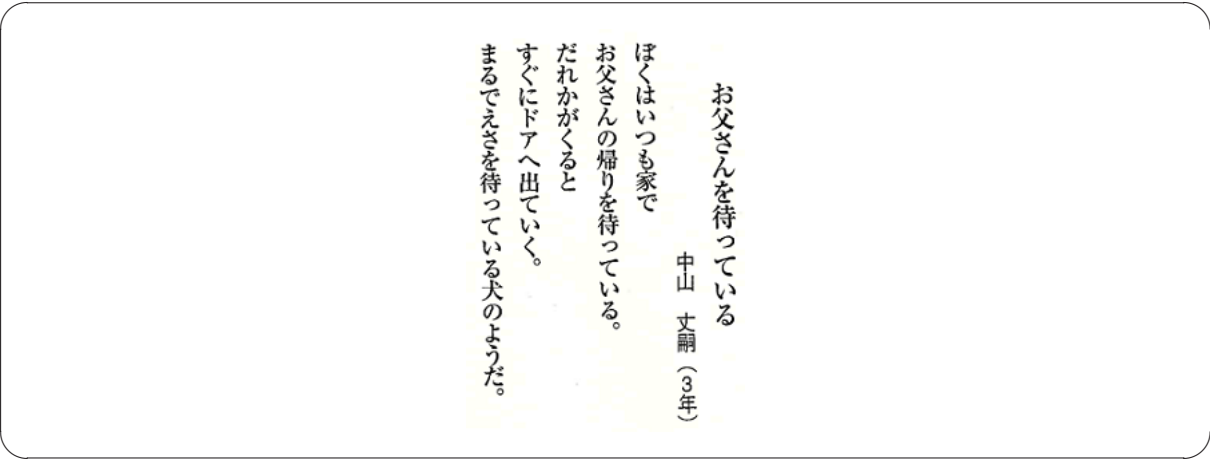 お父さんを待っている
中山　丈嗣（３年）
ぼくはいつも家で
お父さんの帰りを待っている。
だれかがくると
すぐにドアへ出ていく。
まるでえさを待っている犬のようだ。